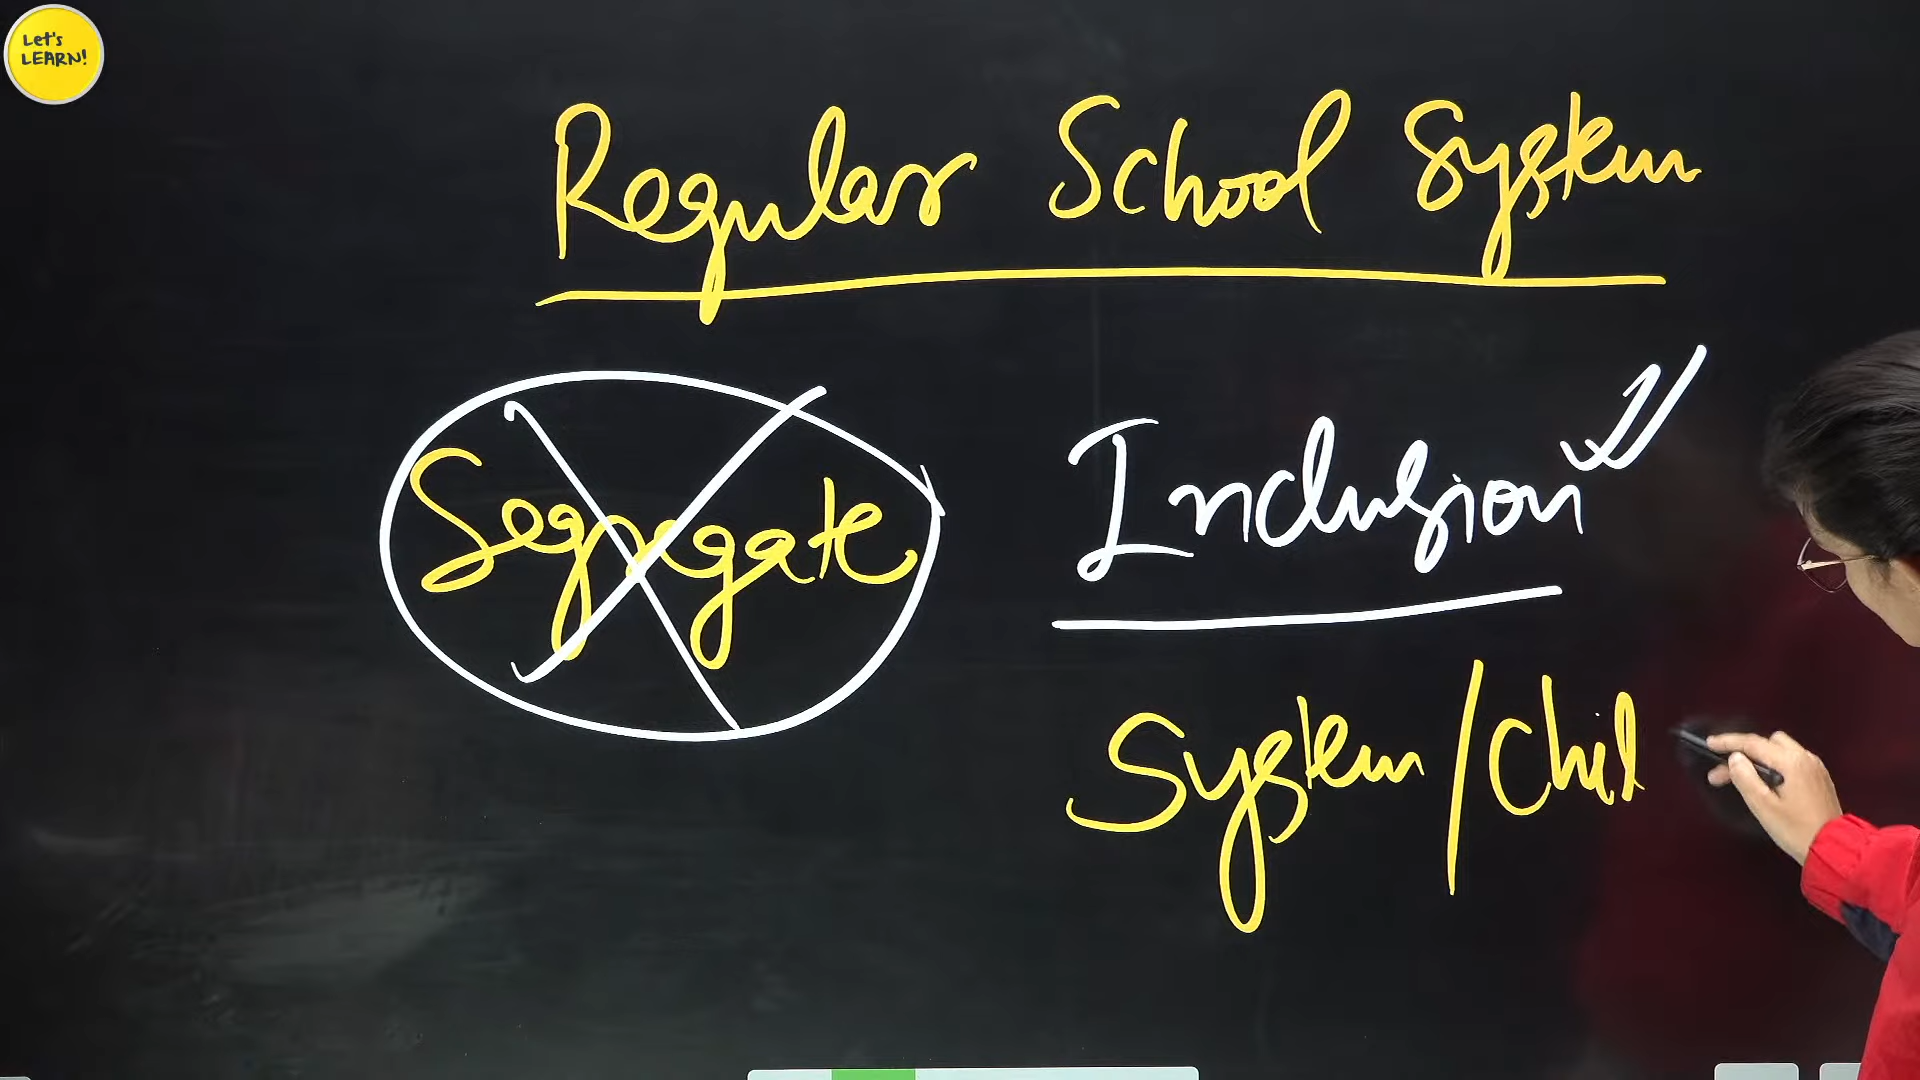 Let's
LEARN!
Regular School System
Segregate
Inclusion
System/Chil